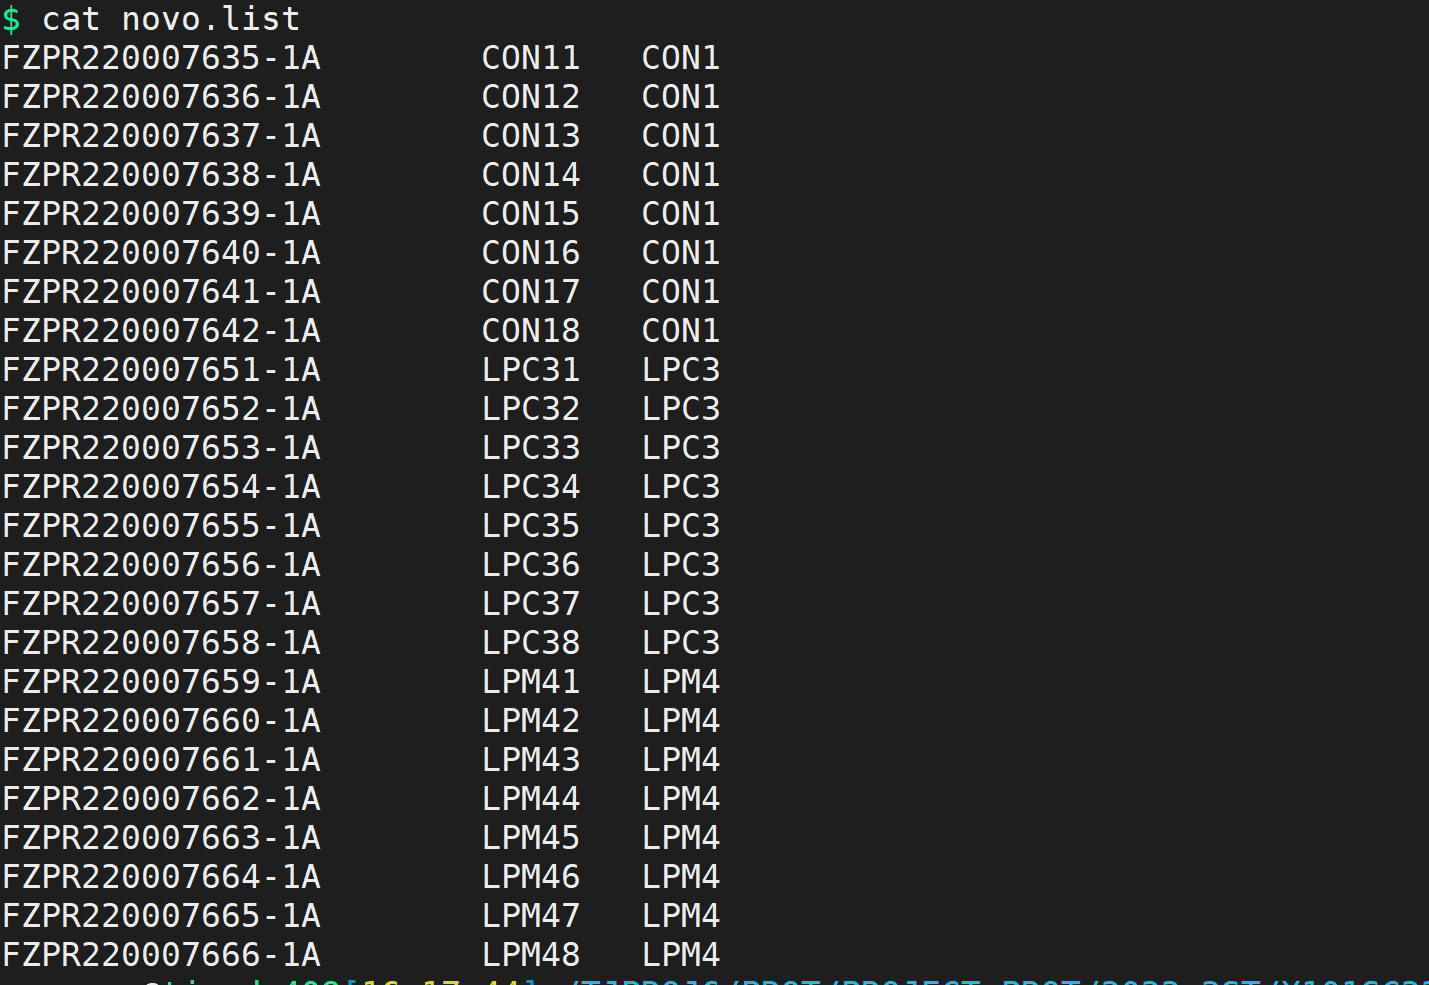 $ cat novo.list
FZPR220007635-1A CON11 CON1
FZPR220007636-1A CON12 CON1
FZPR220007637-1A CON13 CON1
FZPR220007638-1A CON14 CON1
FZPR220007639-1A CON15 CON1
FZPR220007640-1A CON16 CON1
FZPR220007641-1A CON17 CON1
FZPR220007642-1A CON18 CON1
FZPR220007651-1A LPC31 LPC3
FZPR220007652-1A LPC32 LPC3
FZPR220007653-1A LPC33 LPC3
FZPR220007654-1A LPC34 LPC3
FZPR220007655-1A LPC35 LPC3
FZPR220007656-1A LPC36 LPC3
FZPR220007657-1A LPC37 LPC3
FZPR220007658-1A LPC38 LPC3
FZPR220007659-1A LPM41 LPM4
FZPR220007660-1A LPM42 LPM4
FZPR220007661-1A LPM43 LPM4
FZPR220007662-1A LPM44 LPM4
FZPR220007663-1A LPM45 LPM4
FZPR220007664-1A LPM46 LPM4
FZPR220007665-1A LPM47 LPM4
FZPR220007666-1A LPM48 LPM4